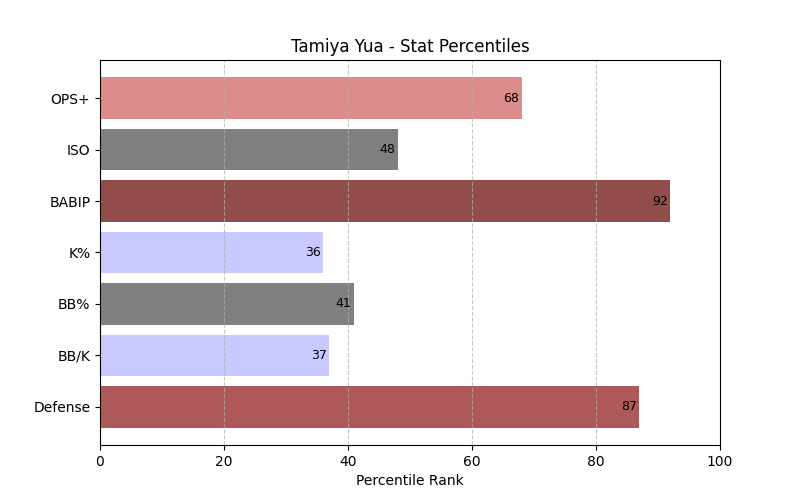 Tamiya Yua - Stat Percentiles
OPS+ 68
ISO 48
BABIP 92
K% 36
BB% 41
BB/K 37
Defense 87
0 20 40 60 80 100
Percentile Rank